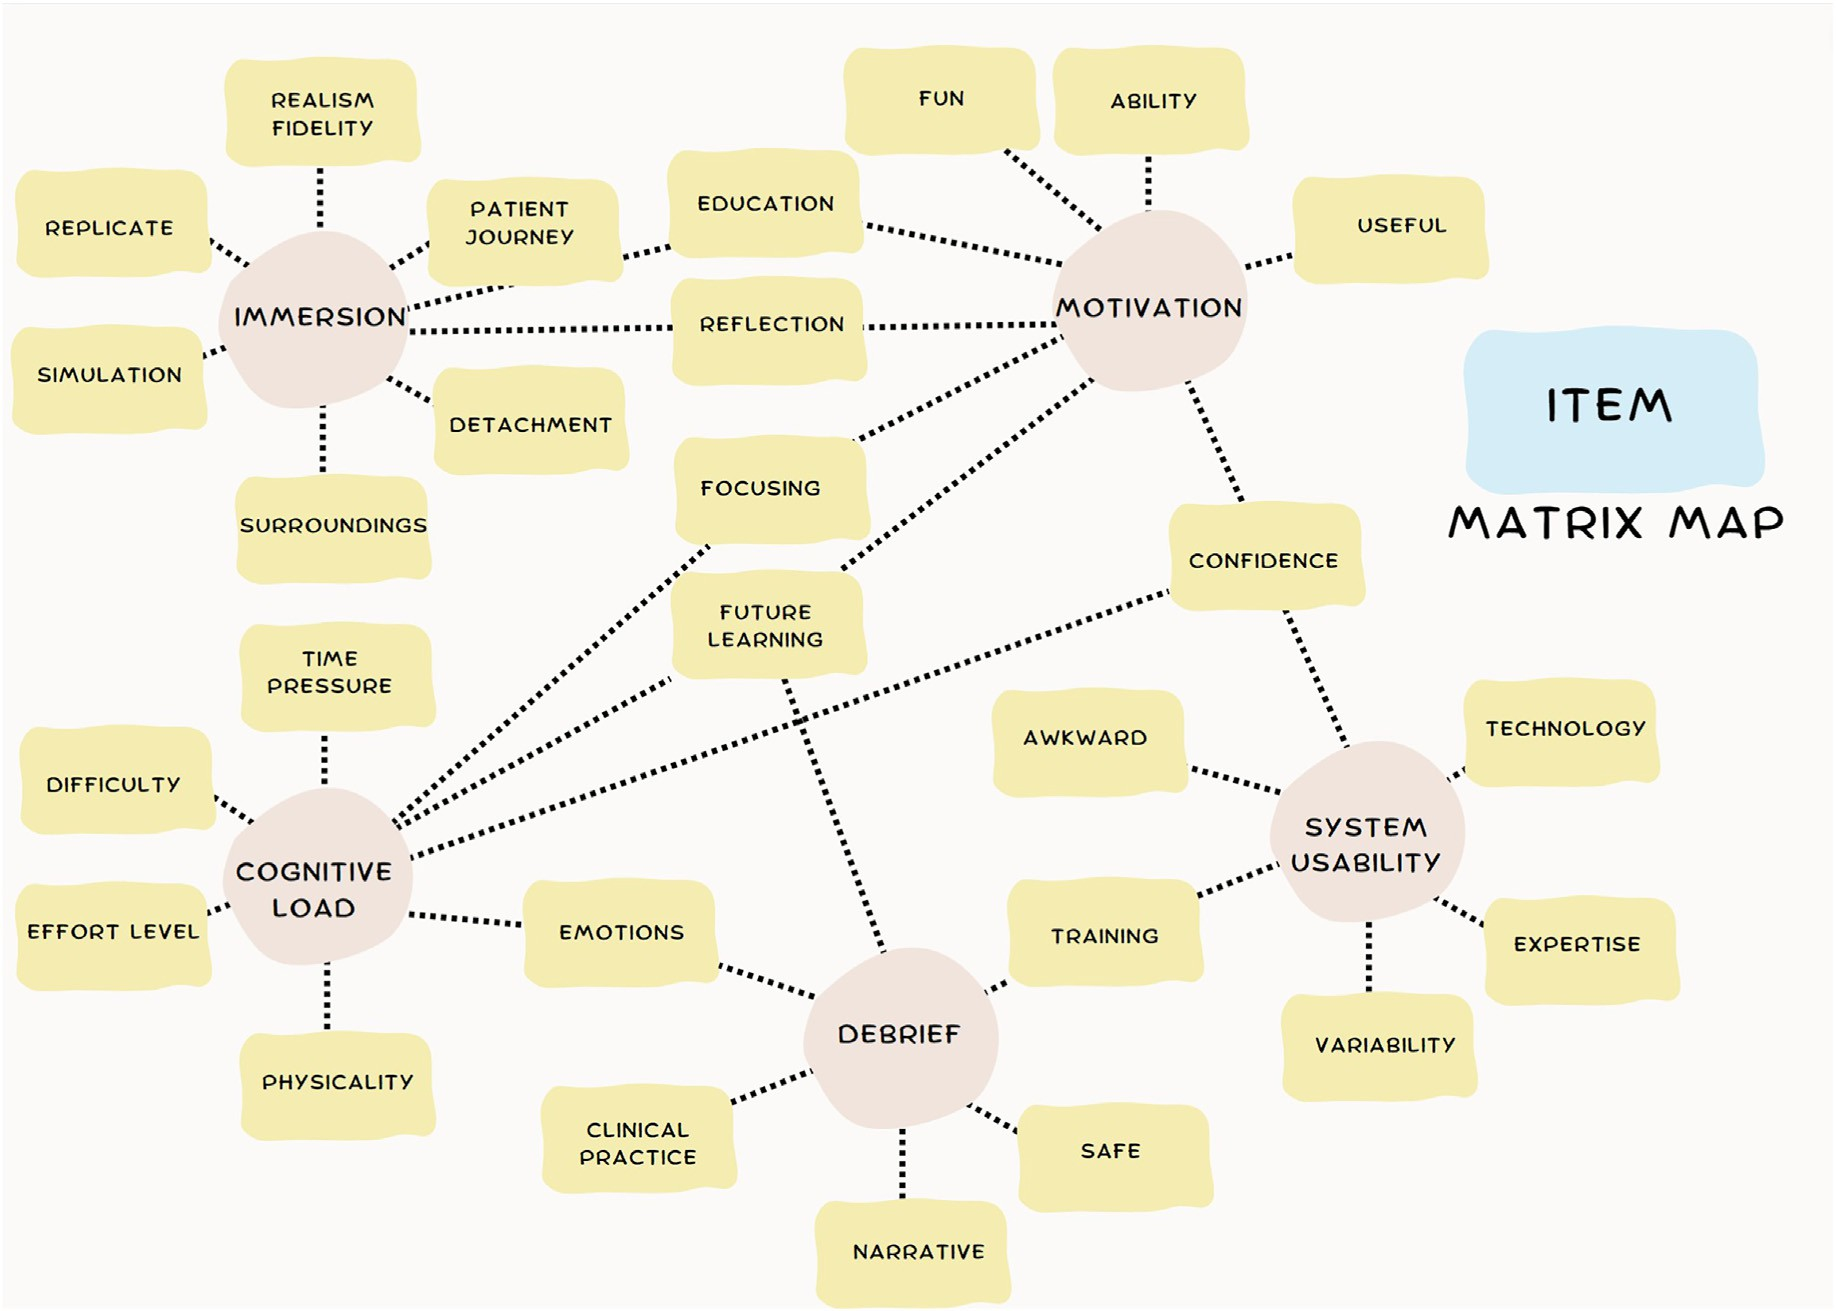 REALISM
FIDELITY
FUN
ABILITY
REPLICATE
PATIENT
JOURNEY
EDUCATION
USEFUL
IMMERSION
REFLECTION
MOTIVATION
SIMULATION
DETACHMENT
ITEM
MATRIX MAP
SURROUNDINGS
FOCUSING
CONFIDENCE
FUTURE
LEARNING
TIME
PRESSURE
DIFFICULTY
AWKWARD
TECHNOLOGY
COGNITIVE
LOAD
SYSTEM
USABILITY
EFFORT LEVEL
EMOTIONS
TRAINING
EXPERTISE
DEBRIEF
VARIABILITY
PHYSICALITY
CLINICAL
PRACTICE
SAFE
NARRATIVE